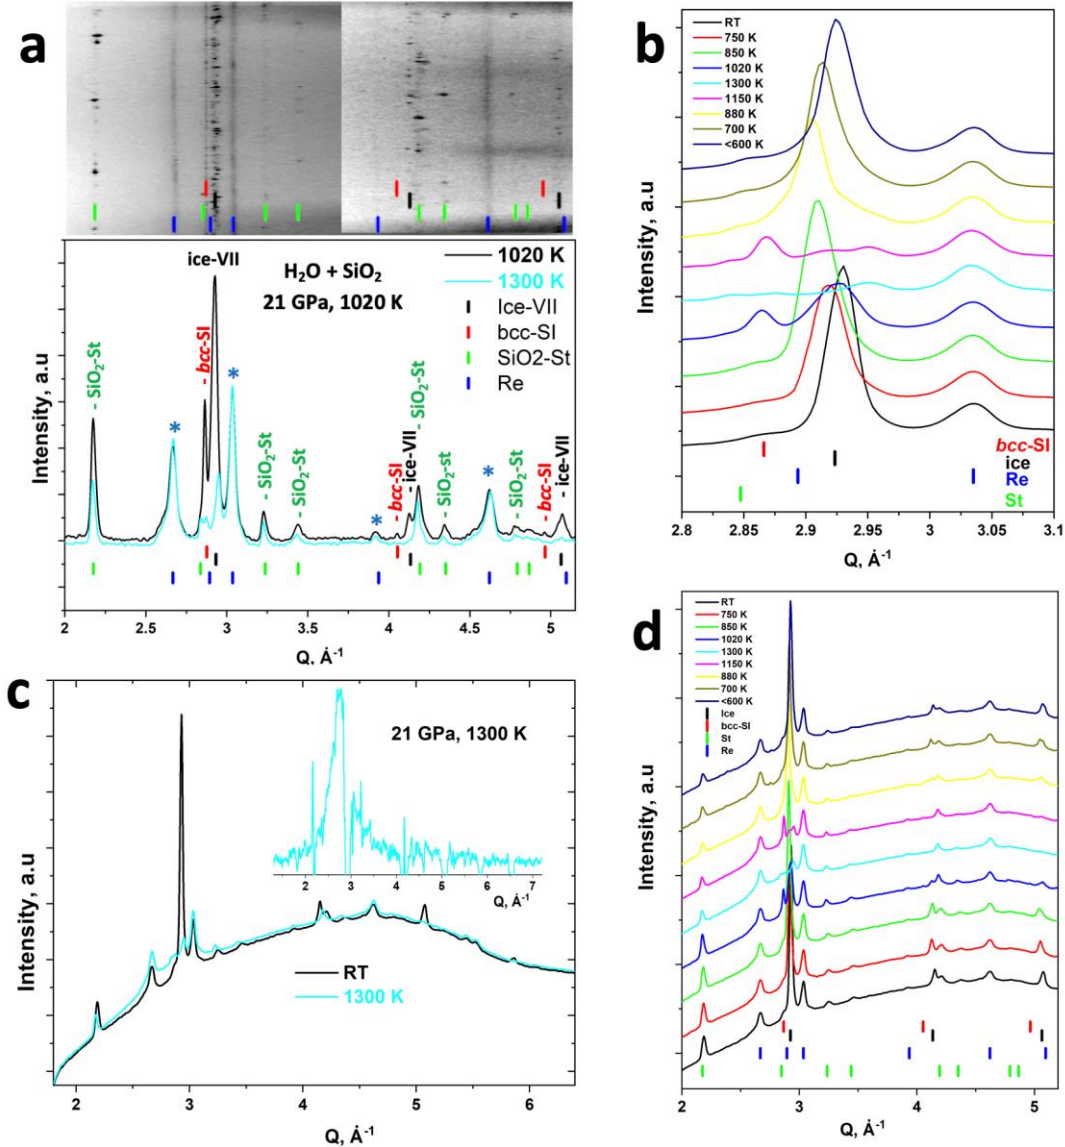 a
ice-VII
H2O + SiO2
21 GPa, 1020 K
1020 K
1300 K
Ice-VII
bcc-SI
SiO2-St
Re
- SiO2-St
*
- bcc-SI
*
- SiO2-St
- SiO2-St
*
- bcc-SI
- ice-VII
- SiO2-St
- SiO2-st
*
- SiO2-St
- bcc-SI
- ice-VII
Intensity, a.u
2 2.5 3 3.5 4 4.5 5
Q, Å-1
b
RT
750 K
850 K
1020 K
1300 K
1150 K
880 K
700 K
<600 K
Intensity, a.u
bcc-SI
ice
Re
St
2.8 2.85 2.9 2.95 3 3.05 3.1
Q, Å-1
c
21 GPa, 1300 K
2 3 4 5 6 7
Q, Å-1
RT
1300 K
Intensity, a.u
2 3 4 5 6
Q, Å-1
d
RT
750 K
850 K
1020 K
1300 K
1150 K
880 K
700 K
<600 K
Ice
bcc-SI
St
Re
Intensity, a.u
2 3 4 5
Q, Å-1